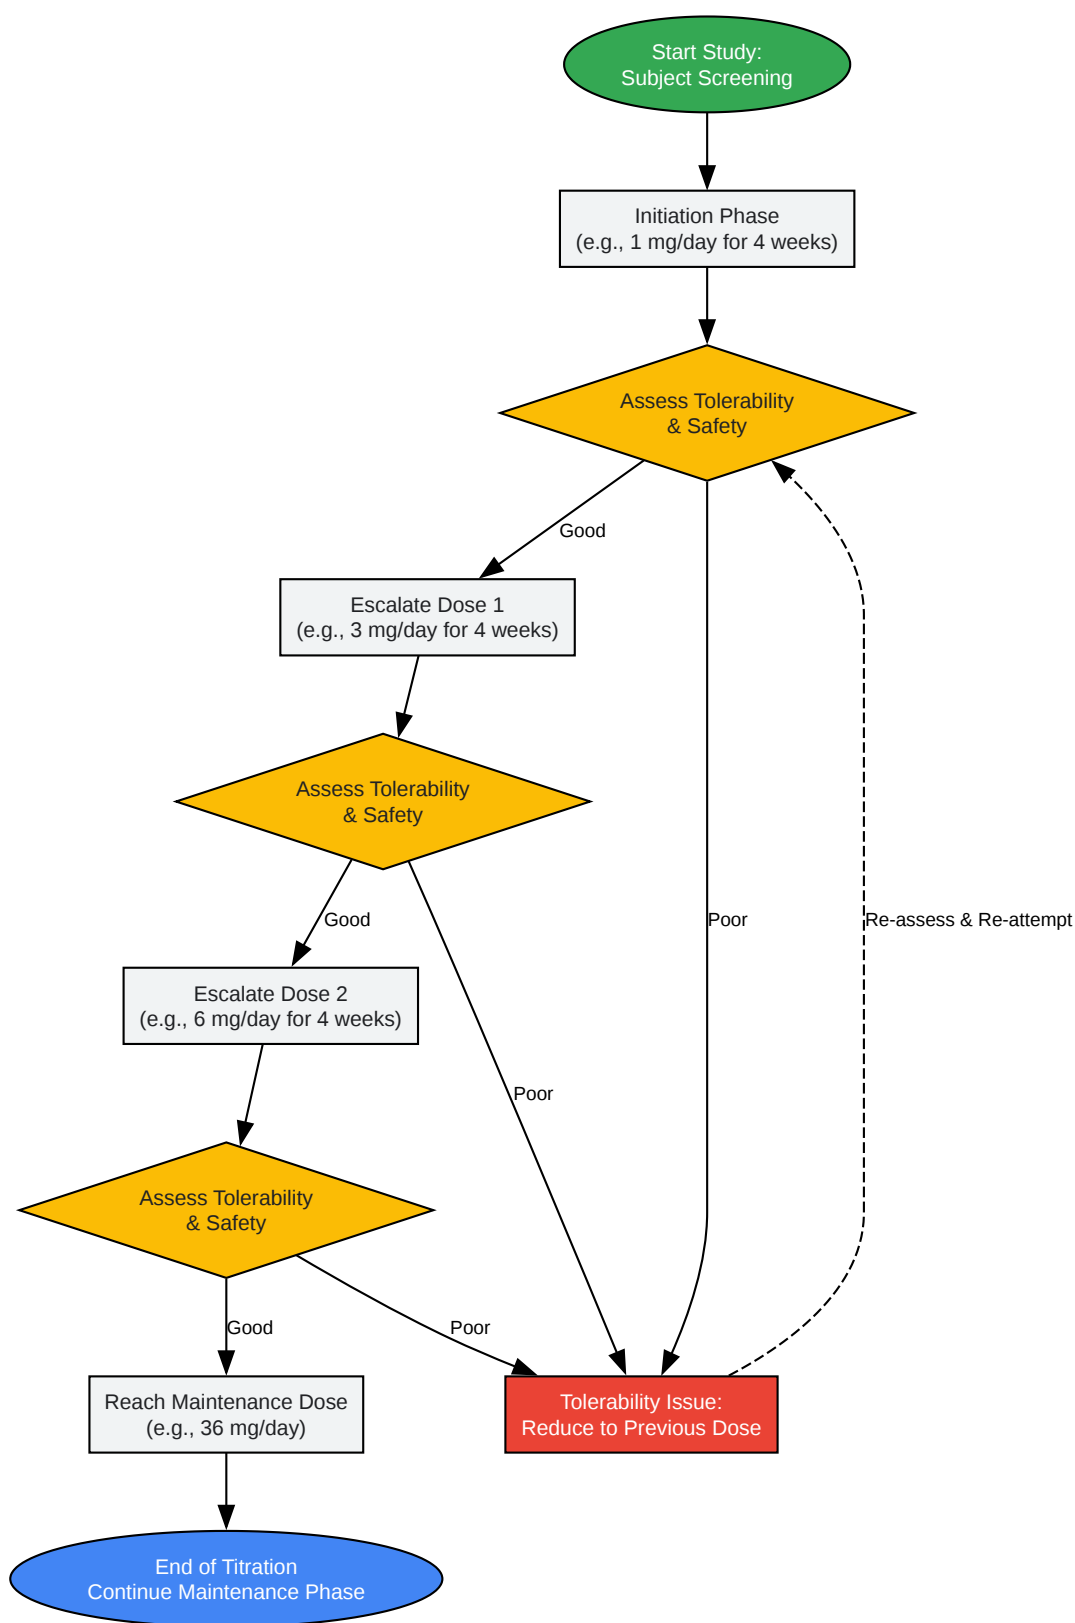 Start Study:
Subject Screening
Initiation Phase
(e.g., 1 mg/day for 4 weeks)
Assess Tolerability
& Safety
Good
Escalate Dose 1
(e.g., 3 mg/day for 4 weeks)
Assess Tolerability
& Safety
Good
Poor
Re-assess & Re-attempt
Escalate Dose 2
(e.g., 6 mg/day for 4 weeks)
Poor
Assess Tolerability
& Safety
Good
Poor
Reach Maintenance Dose
(e.g., 36 mg/day)
Tolerability Issue:
Reduce to Previous Dose
End of Titration
Continue Maintenance Phase